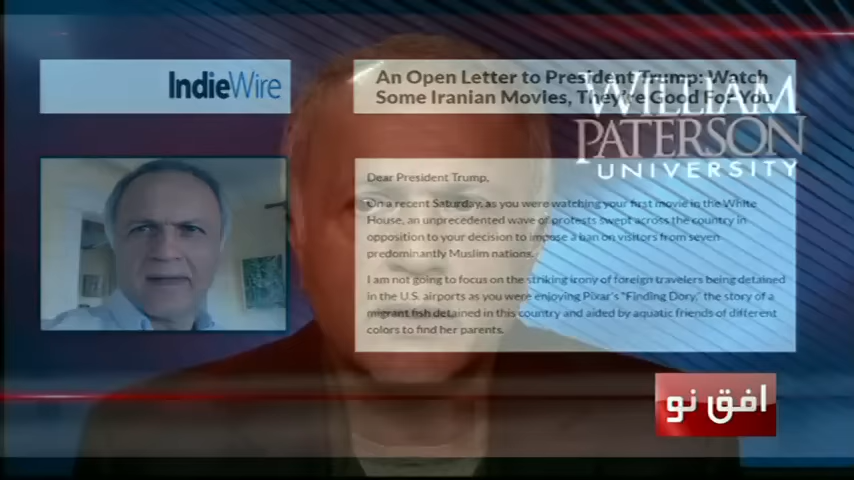 IndieWire
An Open Letter to President Trump: Watch
Some Iranian Movies, They're Good For You
WILLIAM
PATERSON
UNIVERSITY
Dear President Trump,
On a recent Saturday, as you were watching your first movie in the White
House, an unprecedented wave of protests swept across the country in
opposition to your decision to impose a ban on visitors from seven
predominantly Muslim nations.
I am not going to focus on the striking irony of foreign travelers being detained
in the U.S. airports as you were enjoying Pixar's "Finding Dory," the story of a
migrant fish detained in this country and aided by aquatic friends of different
colors to find her parents.
افق نو